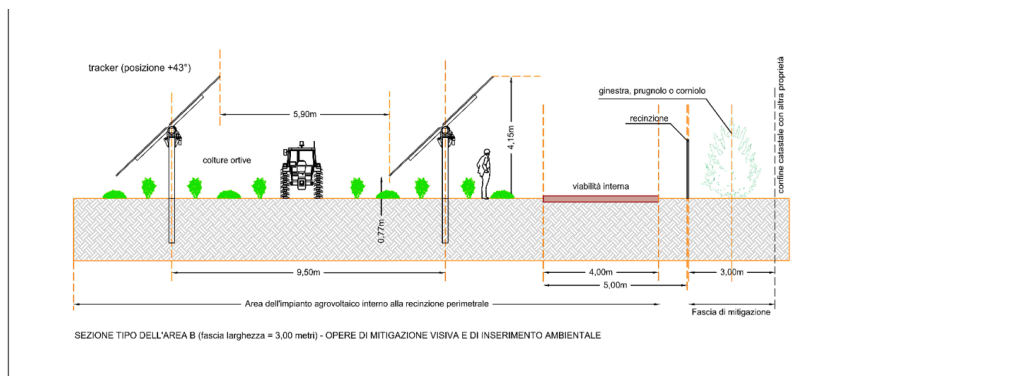 tracker (posizione +43°)
5,90m
colture ortive
0,77m
4,15m
ginestra, prugnolo o corniolo
recinzione
confine catastale con altra proprietà
viabilità interna
9,50m
4,00m
3,00m
5,00m
Area dell'impianto agrovoltaico interno alla recinzione perimetrale
Fascia di mitigazione
SEZIONE TIPO DELL'AREA B (fascia larghezza = 3,00 metri) - OPERE DI MITIGAZIONE VISIVA E DI INSERIMENTO AMBIENTALE